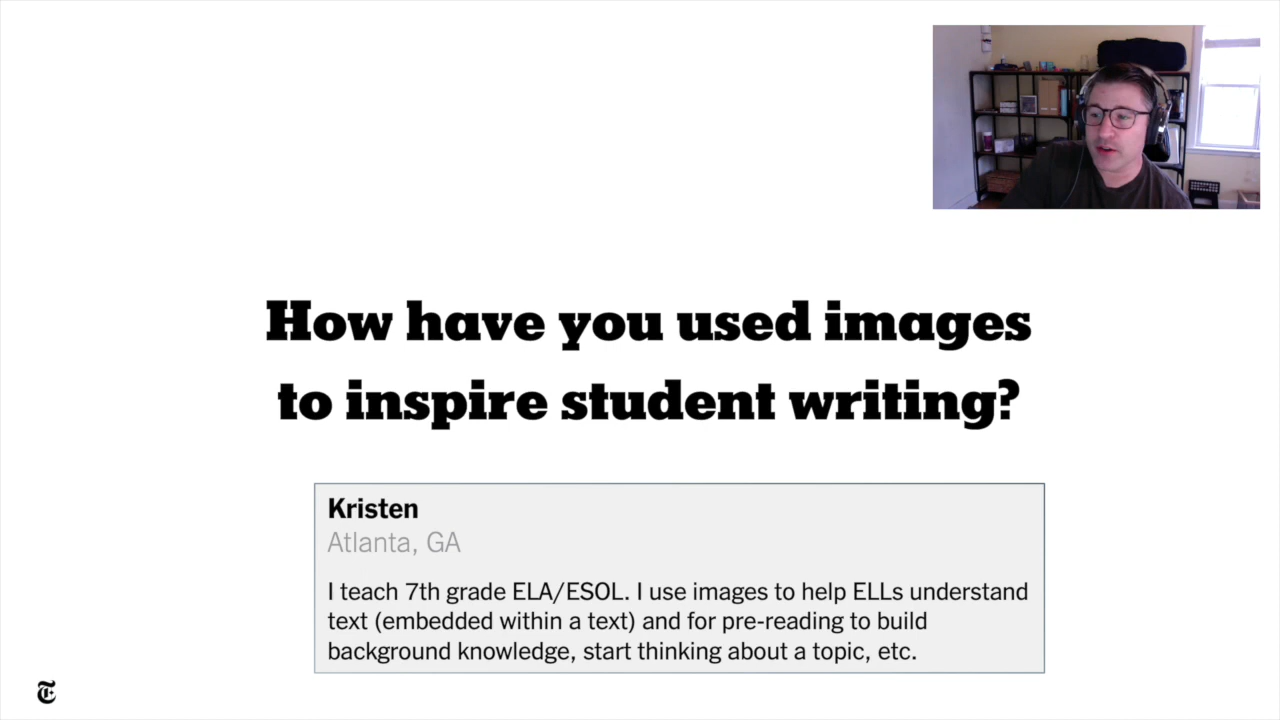 How have you used images
to inspire student writing?
Kristen
Atlanta, GA
I teach 7th grade ELA/ESOL. I use images to help ELLs understand
text (embedded within a text) and for pre-reading to build
background knowledge, start thinking about a topic, etc.
T